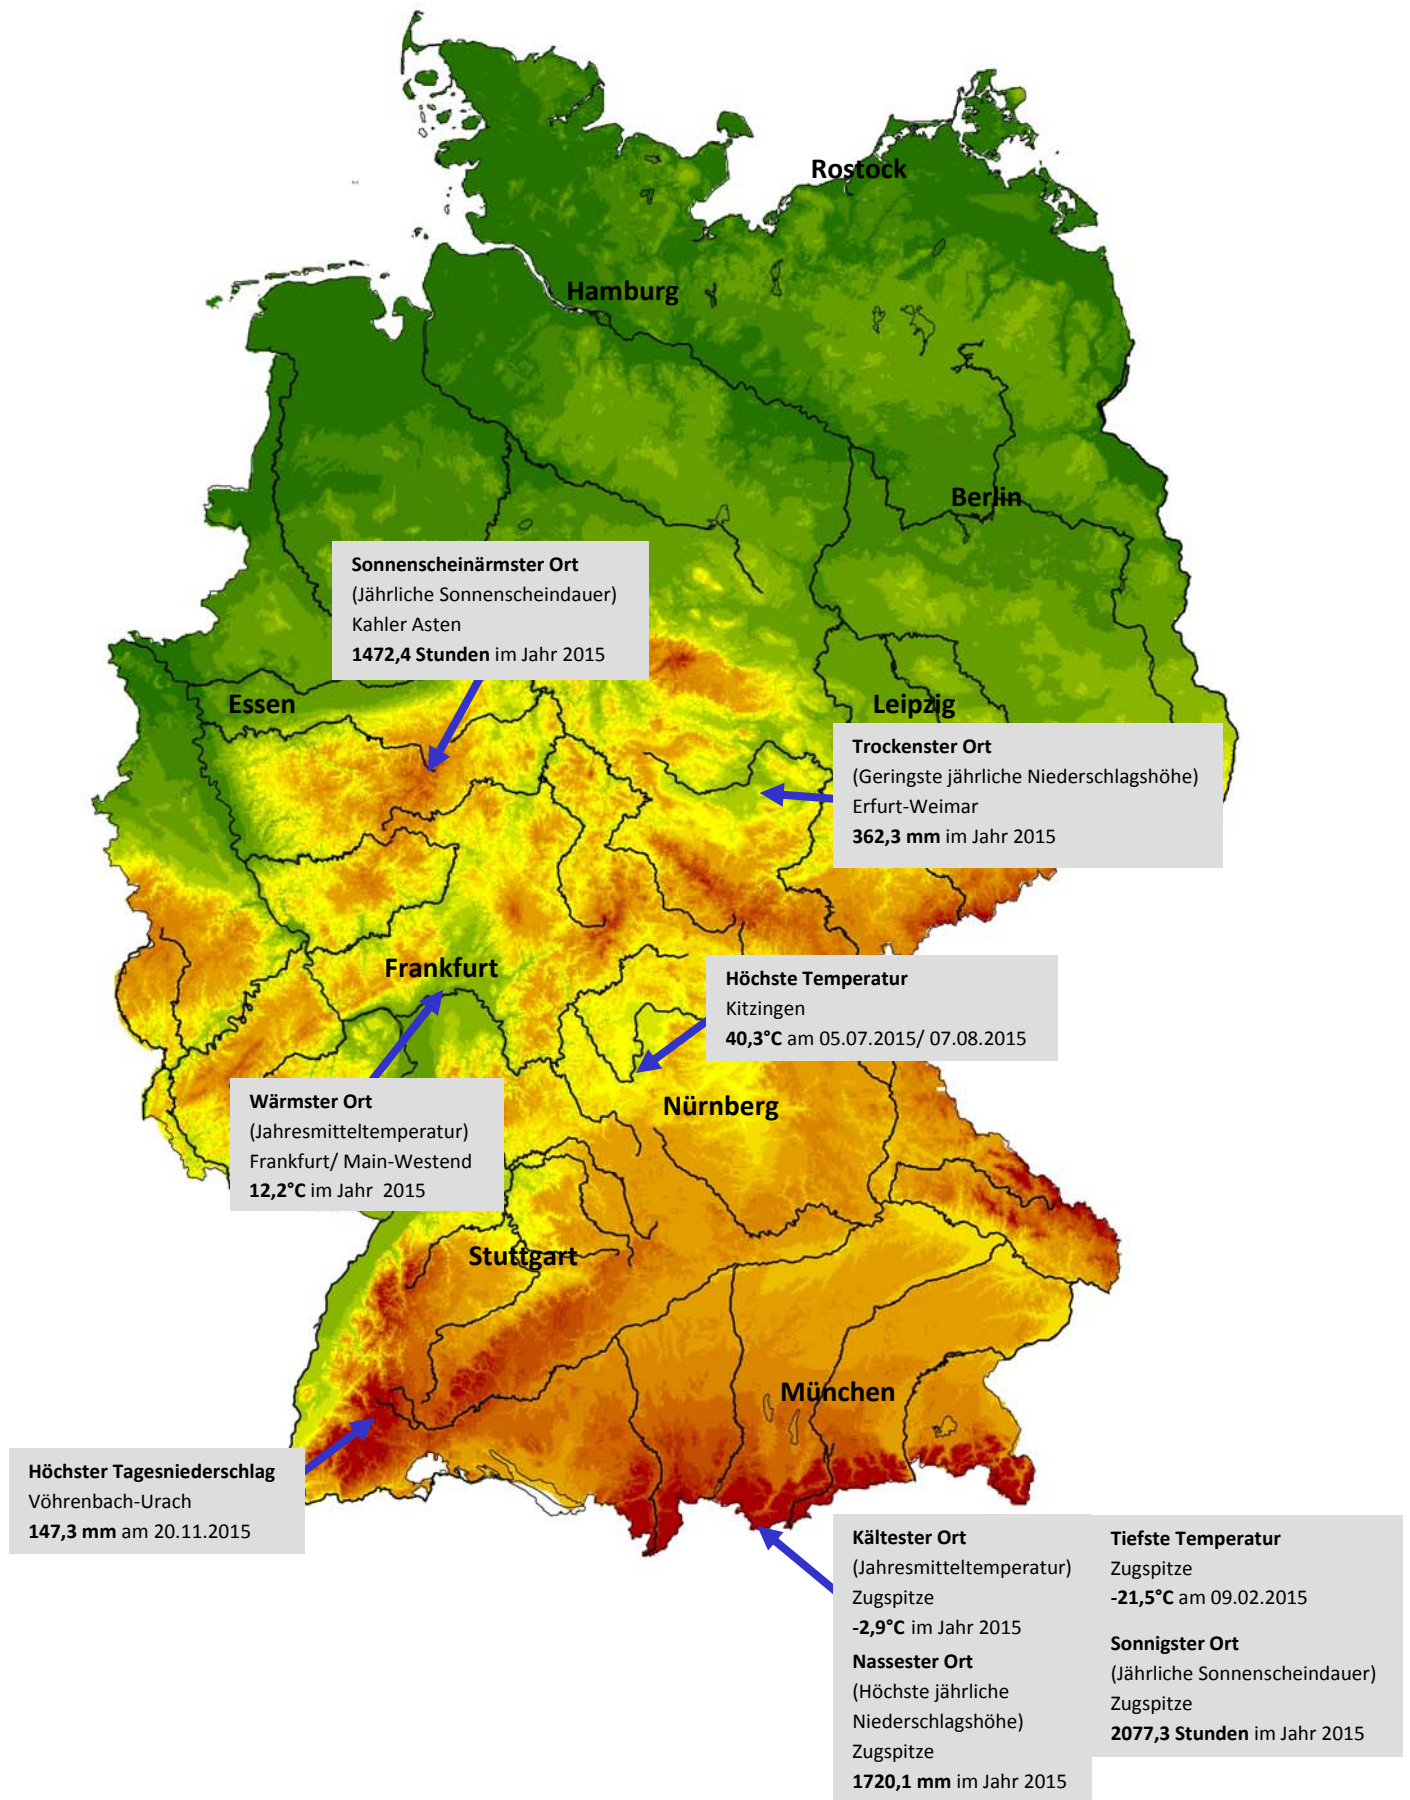 Rostock
Hamburg
Berlin
Sonnenscheinärmster Ort
(Jährliche Sonnenscheindauer)
Kahler Asten
1472,4 Stunden im Jahr 2015
Essen
Leipzig
Trockenster Ort
(Geringste jährliche Niederschlagshöhe)
Erfurt-Weimar
362,3 mm im Jahr 2015
Frankfurt
Höchste Temperatur
Kitzingen
40,3°C am 05.07.2015/ 07.08.2015
Wärmster Ort
(Jahresmitteltemperatur)
Frankfurt/ Main-Westend
12,2°C im Jahr 2015
Nürnberg
Stuttgart
München
Höchster Tagesniederschlag
Vöhrenbach-Urach
147,3 mm am 20.11.2015
Kältester Ort
(Jahresmitteltemperatur)
Zugspitze
-2,9°C im Jahr 2015
Nassester Ort
(Höchste jährliche
Niederschlagshöhe)
Zugspitze
1720,1 mm im Jahr 2015
Tiefste Temperatur
Zugspitze
-21,5°C am 09.02.2015
Sonnigster Ort
(Jährliche Sonnenscheindauer)
Zugspitze
2077,3 Stunden im Jahr 2015